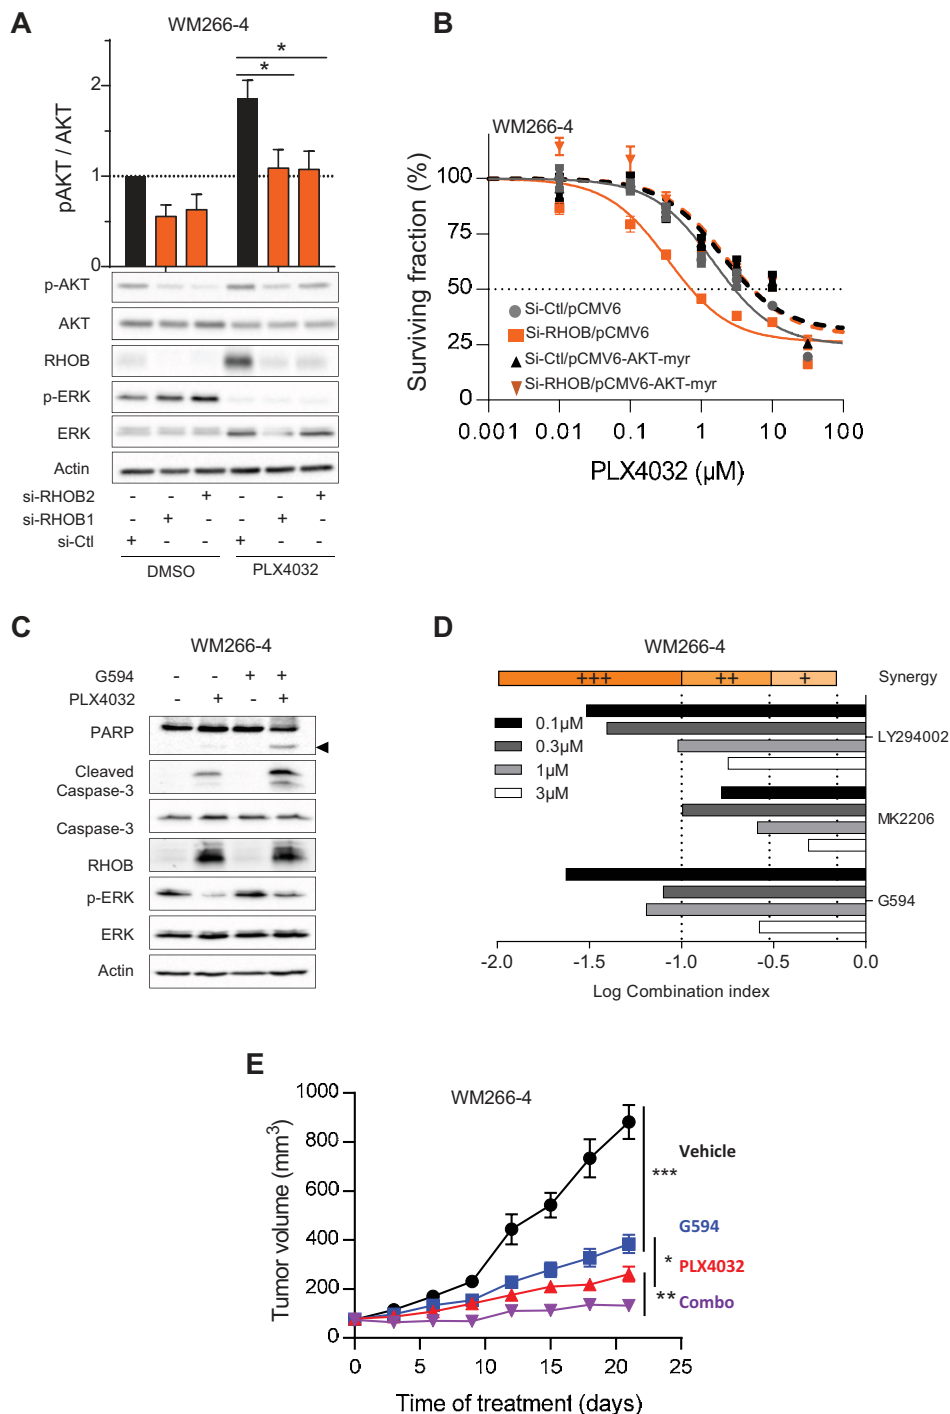 A
WM266-4
* 
*
pAKT / AKT
2
1
0
p-AKT
AKT
RHOB
p-ERK
ERK
Actin
si-RHOB2 - - + - - +
si-RHOB1 - + - - + -
si-Ctl + - - + - -
DMSO PLX4032
B
WM266-4
Surviving fraction (%)
100
75
50
25
0
Si-Ctl/pCMV6
Si-RHOB/pCMV6
Si-Ctl/pCMV6-AKT-myr
Si-RHOB/pCMV6-AKT-myr
0.001 0.01 0.1 1 10 100
PLX4032 (µM)
C
WM266-4
G594 - - + +
PLX4032 - + - +
PARP
Cleaved
Caspase-3
Caspase-3
RHOB
p-ERK
ERK
Actin
D
WM266-4
+++ ++ + Synergy
0.1µM
0.3µM
1µM
3µM
LY294002
MK2206
G594
-2.0 -1.5 -1.0 -0.5 0.0
Log Combination index
E
WM266-4
Tumor volume (mm³)
1000
800
600
400
200
0
Vehicle
***
G594
*
PLX4032
**
Combo
0 5 10 15 20 25
Time of treatment (days)